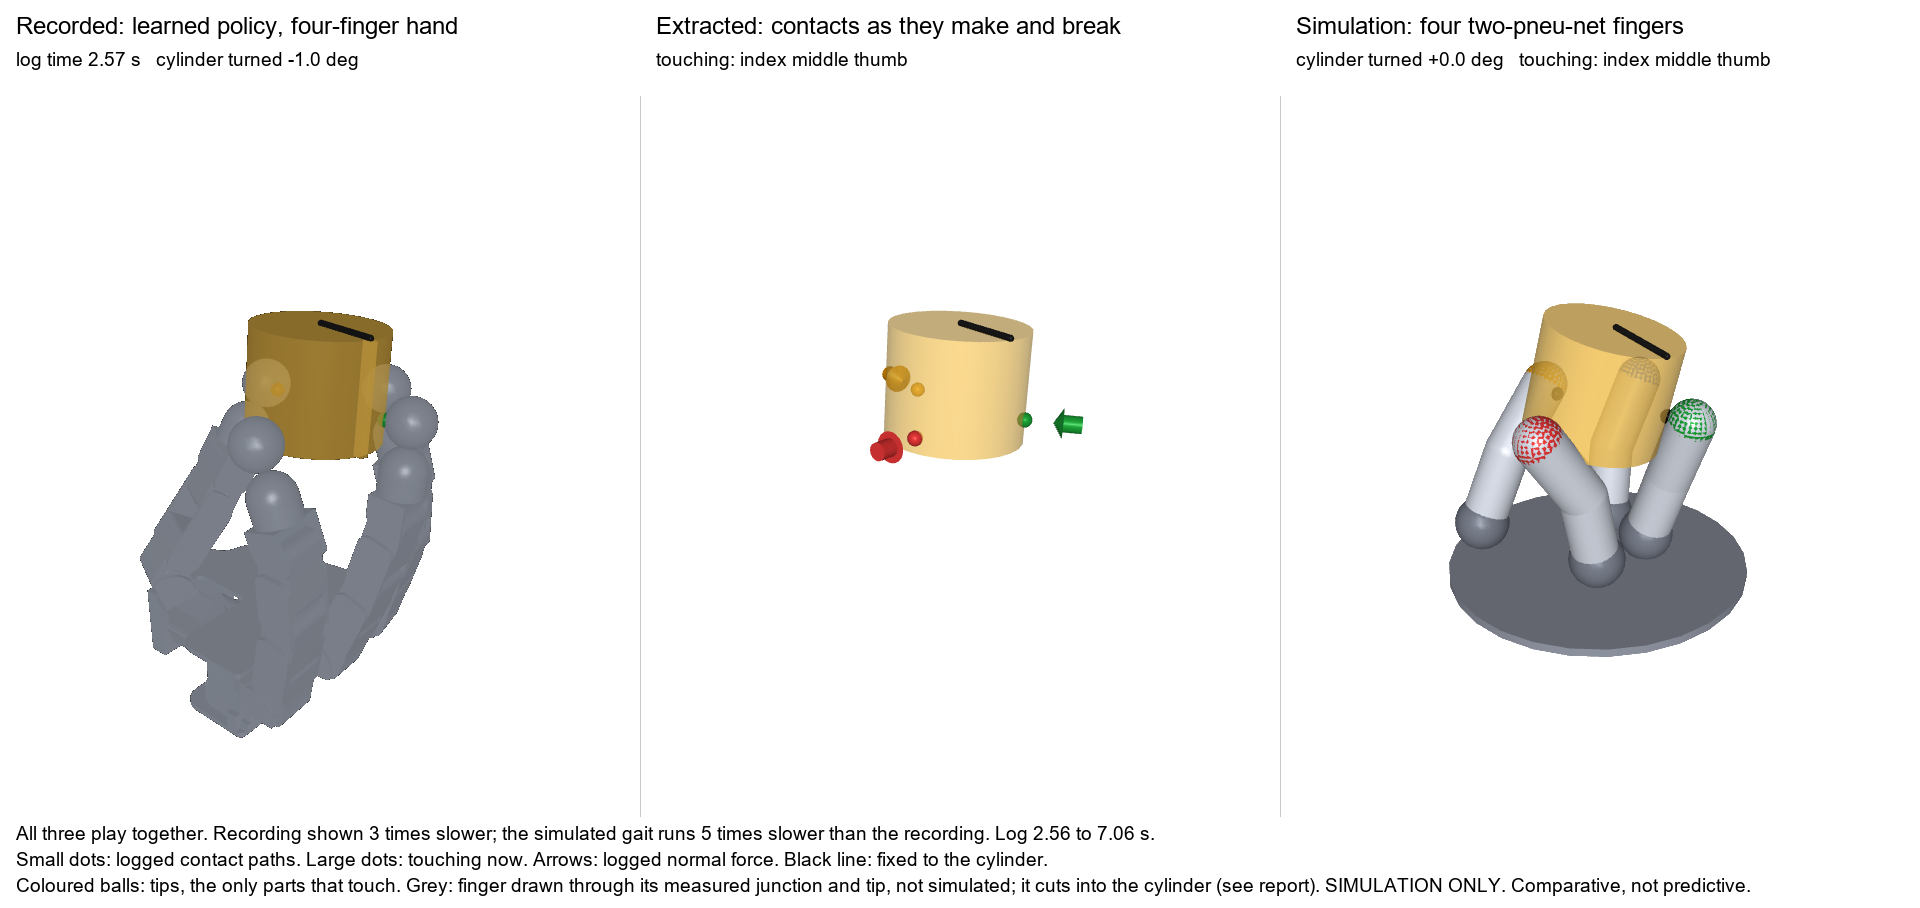 Recorded: learned policy, four-finger hand
log time 2.57 s   cylinder turned -1.0 deg
Extracted: contacts as they make and break
touching: index middle thumb
Simulation: four two-pneu-net fingers
cylinder turned +0.0 deg   touching: index middle thumb
All three play together. Recording shown 3 times slower; the simulated gait runs 5 times slower than the recording. Log 2.56 to 7.06 s.
Small dots: logged contact paths. Large dots: touching now. Arrows: logged normal force. Black line: fixed to the cylinder.
Coloured balls: tips, the only parts that touch. Grey: finger drawn through its measured junction and tip, not simulated; it cuts into the cylinder (see report). SIMULATION ONLY. Comparative, not predictive.